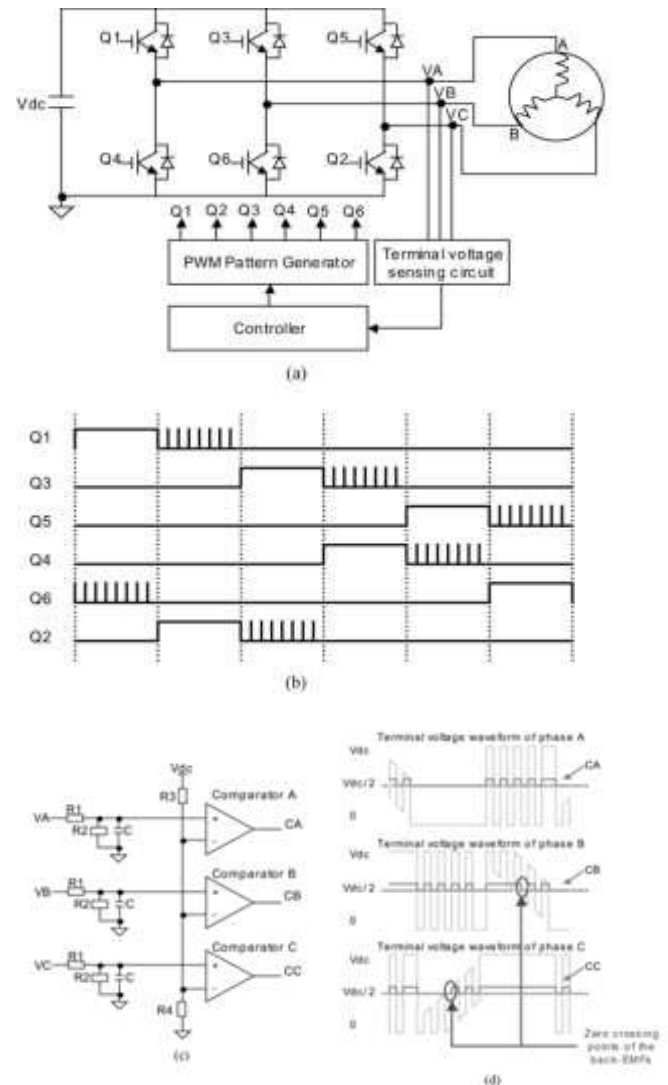 Q1
Q3
Q5
A
VA
VB
VC
B
Vdc
Q4
Q6
Q2
Q1 Q2 Q3 Q4 Q5 Q6
PWM Pattern Generator
Terminal voltage
sensing circuit
Controller
(a)
Q1
Q3
Q5
Q4
Q6
Q2
(b)
Vdc
R3
Comparator A
VA
R1
R2
C
+
-
CA
Comparator B
VB
R1
R2
C
+
-
CB
Comparator C
VC
R1
R2
C
+
-
CC
R4
(c)
Terminal voltage waveform of phase A
Vdc
CA
Vdc/2
0
Terminal voltage waveform of phase B
Vdc
CB
Vdc/2
0
Terminal voltage waveform of phase C
Vdc
CC
Vdc/2
0
Zero crossing
points of the
back-EMFs
(d)